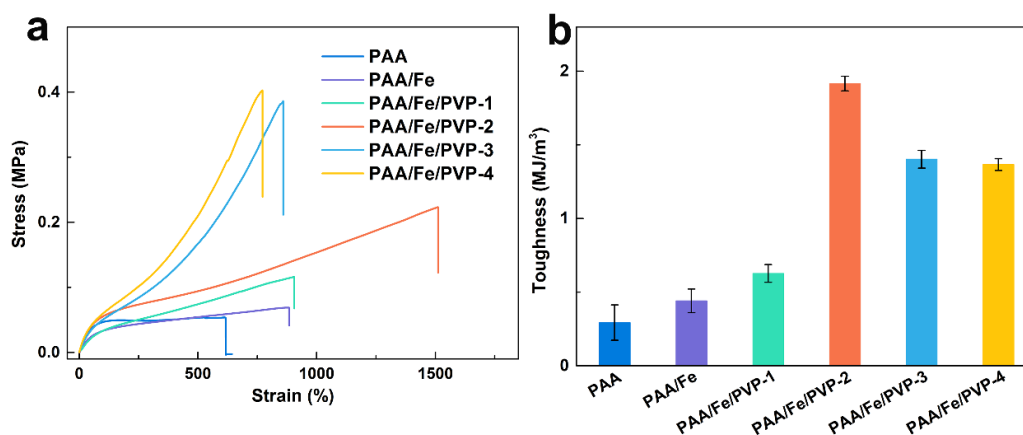 a
PAA
PAA/Fe
PAA/Fe/PVP-1
PAA/Fe/PVP-2
PAA/Fe/PVP-3
PAA/Fe/PVP-4
Stress (MPa)
0.4
0.2
0.0
0
500
1000
1500
Strain (%)
b
Toughness (MJ/m³)
2
1
0
PAA
PAA/Fe
PAA/Fe/PVP-1
PAA/Fe/PVP-2
PAA/Fe/PVP-3
PAA/Fe/PVP-4